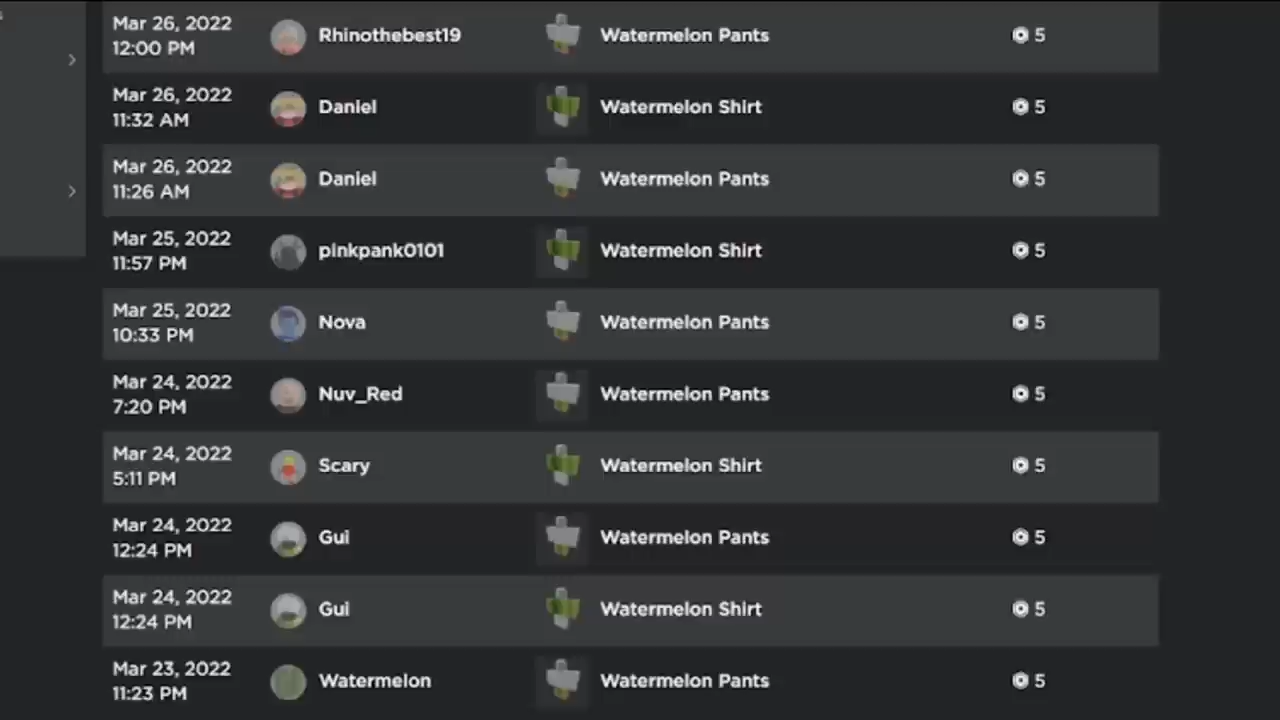 Mar 26, 2022
12:00 PM
Rhinothebest19
Watermelon Pants
5
Mar 26, 2022
11:32 AM
Daniel
Watermelon Shirt
5
Mar 26, 2022
11:26 AM
Daniel
Watermelon Pants
5
Mar 25, 2022
11:57 PM
pinkpank0101
Watermelon Shirt
5
Mar 25, 2022
10:33 PM
Nova
Watermelon Pants
5
Mar 24, 2022
7:20 PM
Nuv_Red
Watermelon Pants
5
Mar 24, 2022
5:11 PM
Scary
Watermelon Shirt
5
Mar 24, 2022
12:24 PM
Gui
Watermelon Pants
5
Mar 24, 2022
12:24 PM
Gui
Watermelon Shirt
5
Mar 23, 2022
11:23 PM
Watermelon
Watermelon Pants
5